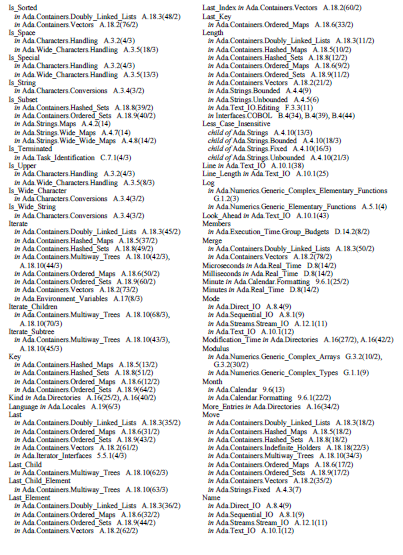 Is_Sorted
in Ada.Containers.Doubly_Linked_Lists A.18.3(48/2)
in Ada.Containers.Vectors A.18.2(76/2)
Is_Space
in Ada.Characters.Handling A.3.2(4/3)
in Ada.Wide_Characters.Handling A.3.5(18/3)
Is_Special
in Ada.Characters.Handling A.3.2(4/3)
in Ada.Wide_Characters.Handling A.3.5(13/3)
Is_String
in Ada.Characters.Conversions A.3.4(3/2)
Is_Subset
in Ada.Containers.Hashed_Sets A.18.8(39/2)
in Ada.Containers.Ordered_Sets A.18.9(40/2)
in Ada.Strings.Maps A.4.2(14)
in Ada.Strings.Wide_Maps A.4.7(14)
in Ada.Strings.Wide_Wide_Maps A.4.8(14/2)
Is_Terminated
in Ada.Task_Identification C.7.1(4/3)
Is_Upper
in Ada.Characters.Handling A.3.2(4/3)
in Ada.Wide_Characters.Handling A.3.5(8/3)
Is_Wide_Character
in Ada.Characters.Conversions A.3.4(3/2)
Is_Wide_String
in Ada.Characters.Conversions A.3.4(3/2)
Iterate
in Ada.Containers.Doubly_Linked_Lists A.18.3(45/2)
in Ada.Containers.Hashed_Maps A.18.5(37/2)
in Ada.Containers.Hashed_Sets A.18.8(49/2)
in Ada.Containers.Multiway_Trees A.18.10(42/3),
A.18.10(44/3)
in Ada.Containers.Ordered_Maps A.18.6(50/2)
in Ada.Containers.Ordered_Sets A.18.9(60/2)
in Ada.Containers.Vectors A.18.2(73/2)
in Ada.Environment_Variables A.17(8/3)
Iterate_Children
in Ada.Containers.Multiway_Trees A.18.10(68/3),
A.18.10(70/3)
Iterate_Subtree
in Ada.Containers.Multiway_Trees A.18.10(43/3),
A.18.10(45/3)
Key
in Ada.Containers.Hashed_Maps A.18.5(13/2)
in Ada.Containers.Hashed_Sets A.18.8(51/2)
in Ada.Containers.Ordered_Maps A.18.6(12/2)
in Ada.Containers.Ordered_Sets A.18.9(64/2)
Kind in Ada.Directories A.16(25/2), A.16(40/2)
Language in Ada.Locales A.19(6/3)
Last
in Ada.Containers.Doubly_Linked_Lists A.18.3(35/2)
in Ada.Containers.Ordered_Maps A.18.6(31/2)
in Ada.Containers.Ordered_Sets A.18.9(43/2)
in Ada.Containers.Vectors A.18.2(61/2)
in Ada.Iterator_Interfaces 5.5.1(4/3)
Last_Child
in Ada.Containers.Multiway_Trees A.18.10(62/3)
Last_Child_Element
in Ada.Containers.Multiway_Trees A.18.10(63/3)
Last_Element
in Ada.Containers.Doubly_Linked_Lists A.18.3(36/2)
in Ada.Containers.Ordered_Maps A.18.6(32/2)
in Ada.Containers.Ordered_Sets A.18.9(44/2)
in Ada.Containers.Vectors A.18.2(62/2)
Last_Index in Ada.Containers.Vectors A.18.2(60/2)
Last_Key
in Ada.Containers.Ordered_Maps A.18.6(33/2)
Length
in Ada.Containers.Doubly_Linked_Lists A.18.3(11/2)
in Ada.Containers.Hashed_Maps A.18.5(10/2)
in Ada.Containers.Hashed_Sets A.18.8(12/2)
in Ada.Containers.Ordered_Maps A.18.6(9/2)
in Ada.Containers.Ordered_Sets A.18.9(11/2)
in Ada.Containers.Vectors A.18.2(21/2)
in Ada.Strings.Bounded A.4.4(9)
in Ada.Strings.Unbounded A.4.5(6)
in Ada.Text_IO.Editing F.3.3(11)
in Interfaces.COBOL B.4(34), B.4(39), B.4(44)
Less_Case_Insensitive
child of Ada.Strings A.4.10(13/3)
child of Ada.Strings.Bounded A.4.10(18/3)
child of Ada.Strings.Fixed A.4.10(16/3)
child of Ada.Strings.Unbounded A.4.10(21/3)
Line in Ada.Text_IO A.10.1(38)
Line_Length in Ada.Text_IO A.10.1(25)
Log
in Ada.Numerics.Generic_Complex_Elementary_Functions
G.1.2(3)
in Ada.Numerics.Generic_Elementary_Functions A.5.1(4)
Look_Ahead in Ada.Text_IO A.10.1(43)
Members
in Ada.Execution_Time.Group_Budgets D.14.2(8/2)
Merge
in Ada.Containers.Doubly_Linked_Lists A.18.3(50/2)
in Ada.Containers.Vectors A.18.2(78/2)
Microseconds in Ada.Real_Time D.8(14/2)
Milliseconds in Ada.Real_Time D.8(14/2)
Minute in Ada.Calendar.Formatting 9.6.1(25/2)
Minutes in Ada.Real_Time D.8(14/2)
Mode
in Ada.Direct_IO A.8.4(9)
in Ada.Sequential_IO A.8.1(9)
in Ada.Streams.Stream_IO A.12.1(11)
in Ada.Text_IO A.10.1(12)
Modification_Time in Ada.Directories A.16(27/2), A.16(42/2)
Modulus
in Ada.Numerics.Generic_Complex_Arrays G.3.2(10/2),
G.3.2(30/2)
in Ada.Numerics.Generic_Complex_Types G.1.1(9)
Month
in Ada.Calendar 9.6(13)
in Ada.Calendar.Formatting 9.6.1(22/2)
More_Entries in Ada.Directories A.16(34/2)
Move
in Ada.Containers.Doubly_Linked_Lists A.18.3(18/2)
in Ada.Containers.Hashed_Maps A.18.5(18/2)
in Ada.Containers.Hashed_Sets A.18.8(18/2)
in Ada.Containers.Indefinite_Holders A.18.18(22/3)
in Ada.Containers.Multiway_Trees A.18.10(34/3)
in Ada.Containers.Ordered_Maps A.18.6(17/2)
in Ada.Containers.Ordered_Sets A.18.9(17/2)
in Ada.Containers.Vectors A.18.2(35/2)
in Ada.Strings.Fixed A.4.3(7)
Name
in Ada.Direct_IO A.8.4(9)
in Ada.Sequential_IO A.8.1(9)
in Ada.Streams.Stream_IO A.12.1(11)
in Ada.Text_IO A.10.1(12)